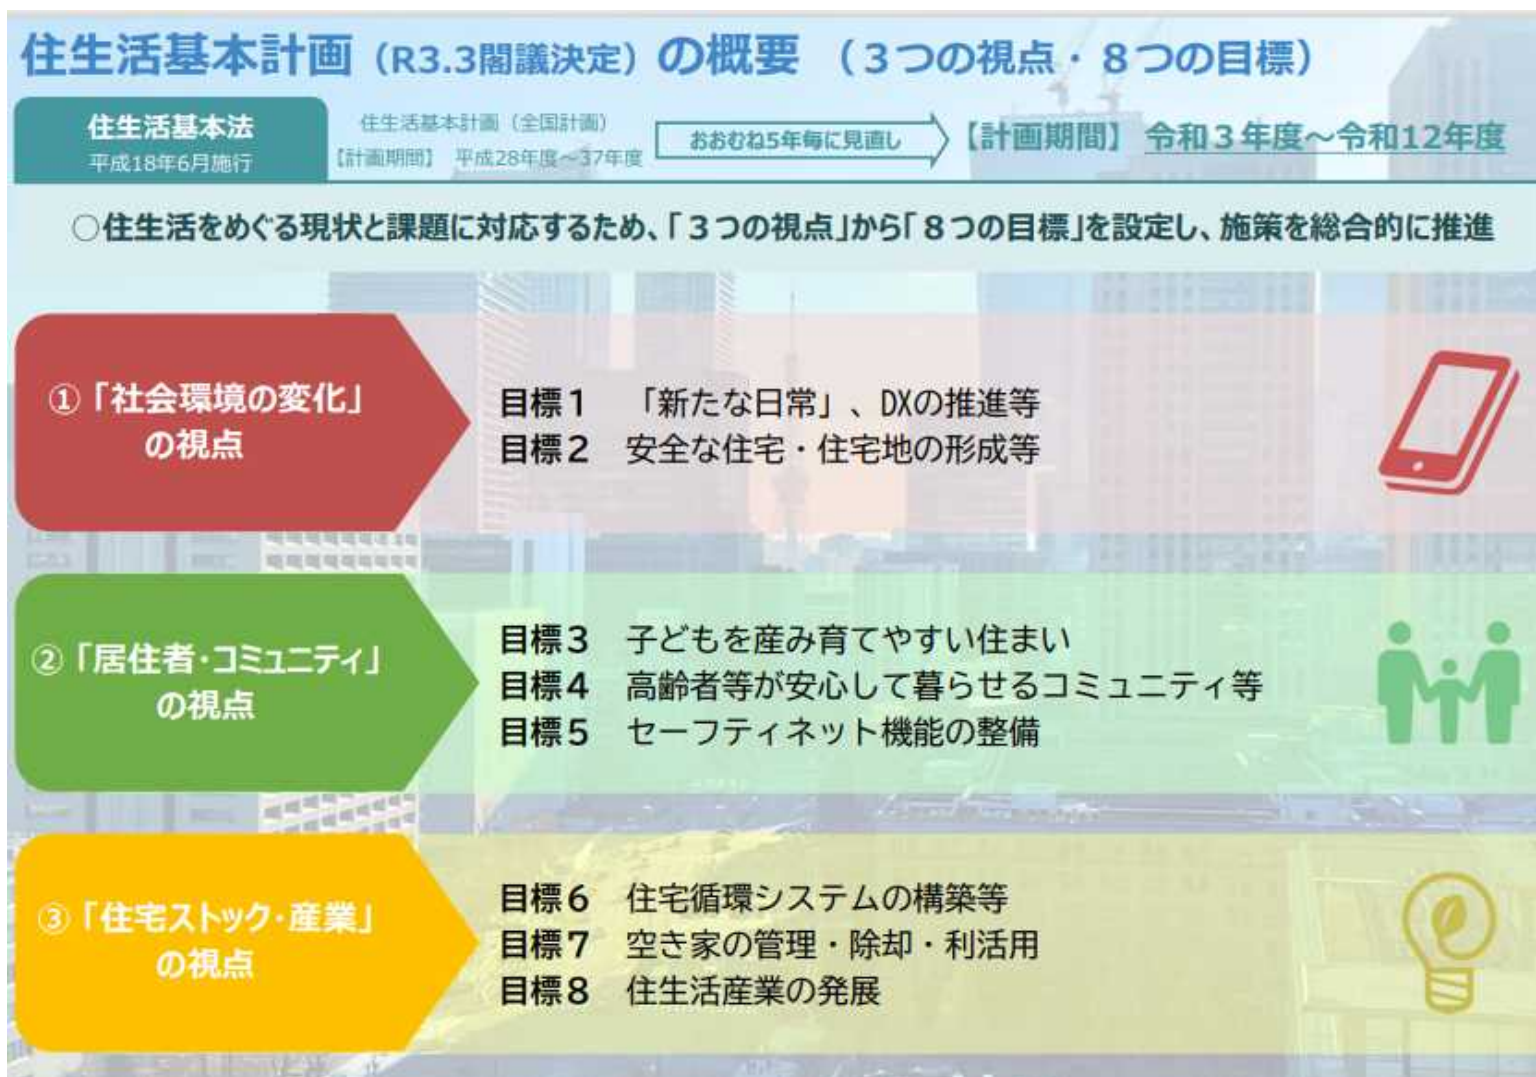 住生活基本計画（R3.3閣議決定）の概要 （３つの視点・８つの目標）
住生活基本法
平成18年6月施行
住生活基本計画（全国計画）
【計画期間】 平成28年度～37年度
おおむね5年毎に見直し
【計画期間】 令和３年度～令和12年度
○住生活をめぐる現状と課題に対応するため、「３つの視点」から「８つの目標」を設定し、施策を総合的に推進
①「社会環境の変化」
の視点
目標１ 「新たな日常」、DXの推進等
目標２ 安全な住宅・住宅地の形成等
②「居住者・コミュニティ」
の視点
目標３ 子どもを産み育てやすい住まい
目標４ 高齢者等が安心して暮らせるコミュニティ等
目標５ セーフティネット機能の整備
③「住宅ストック・産業」
の視点
目標６ 住宅循環システムの構築等
目標７ 空き家の管理・除却・利活用
目標８ 住生活産業の発展